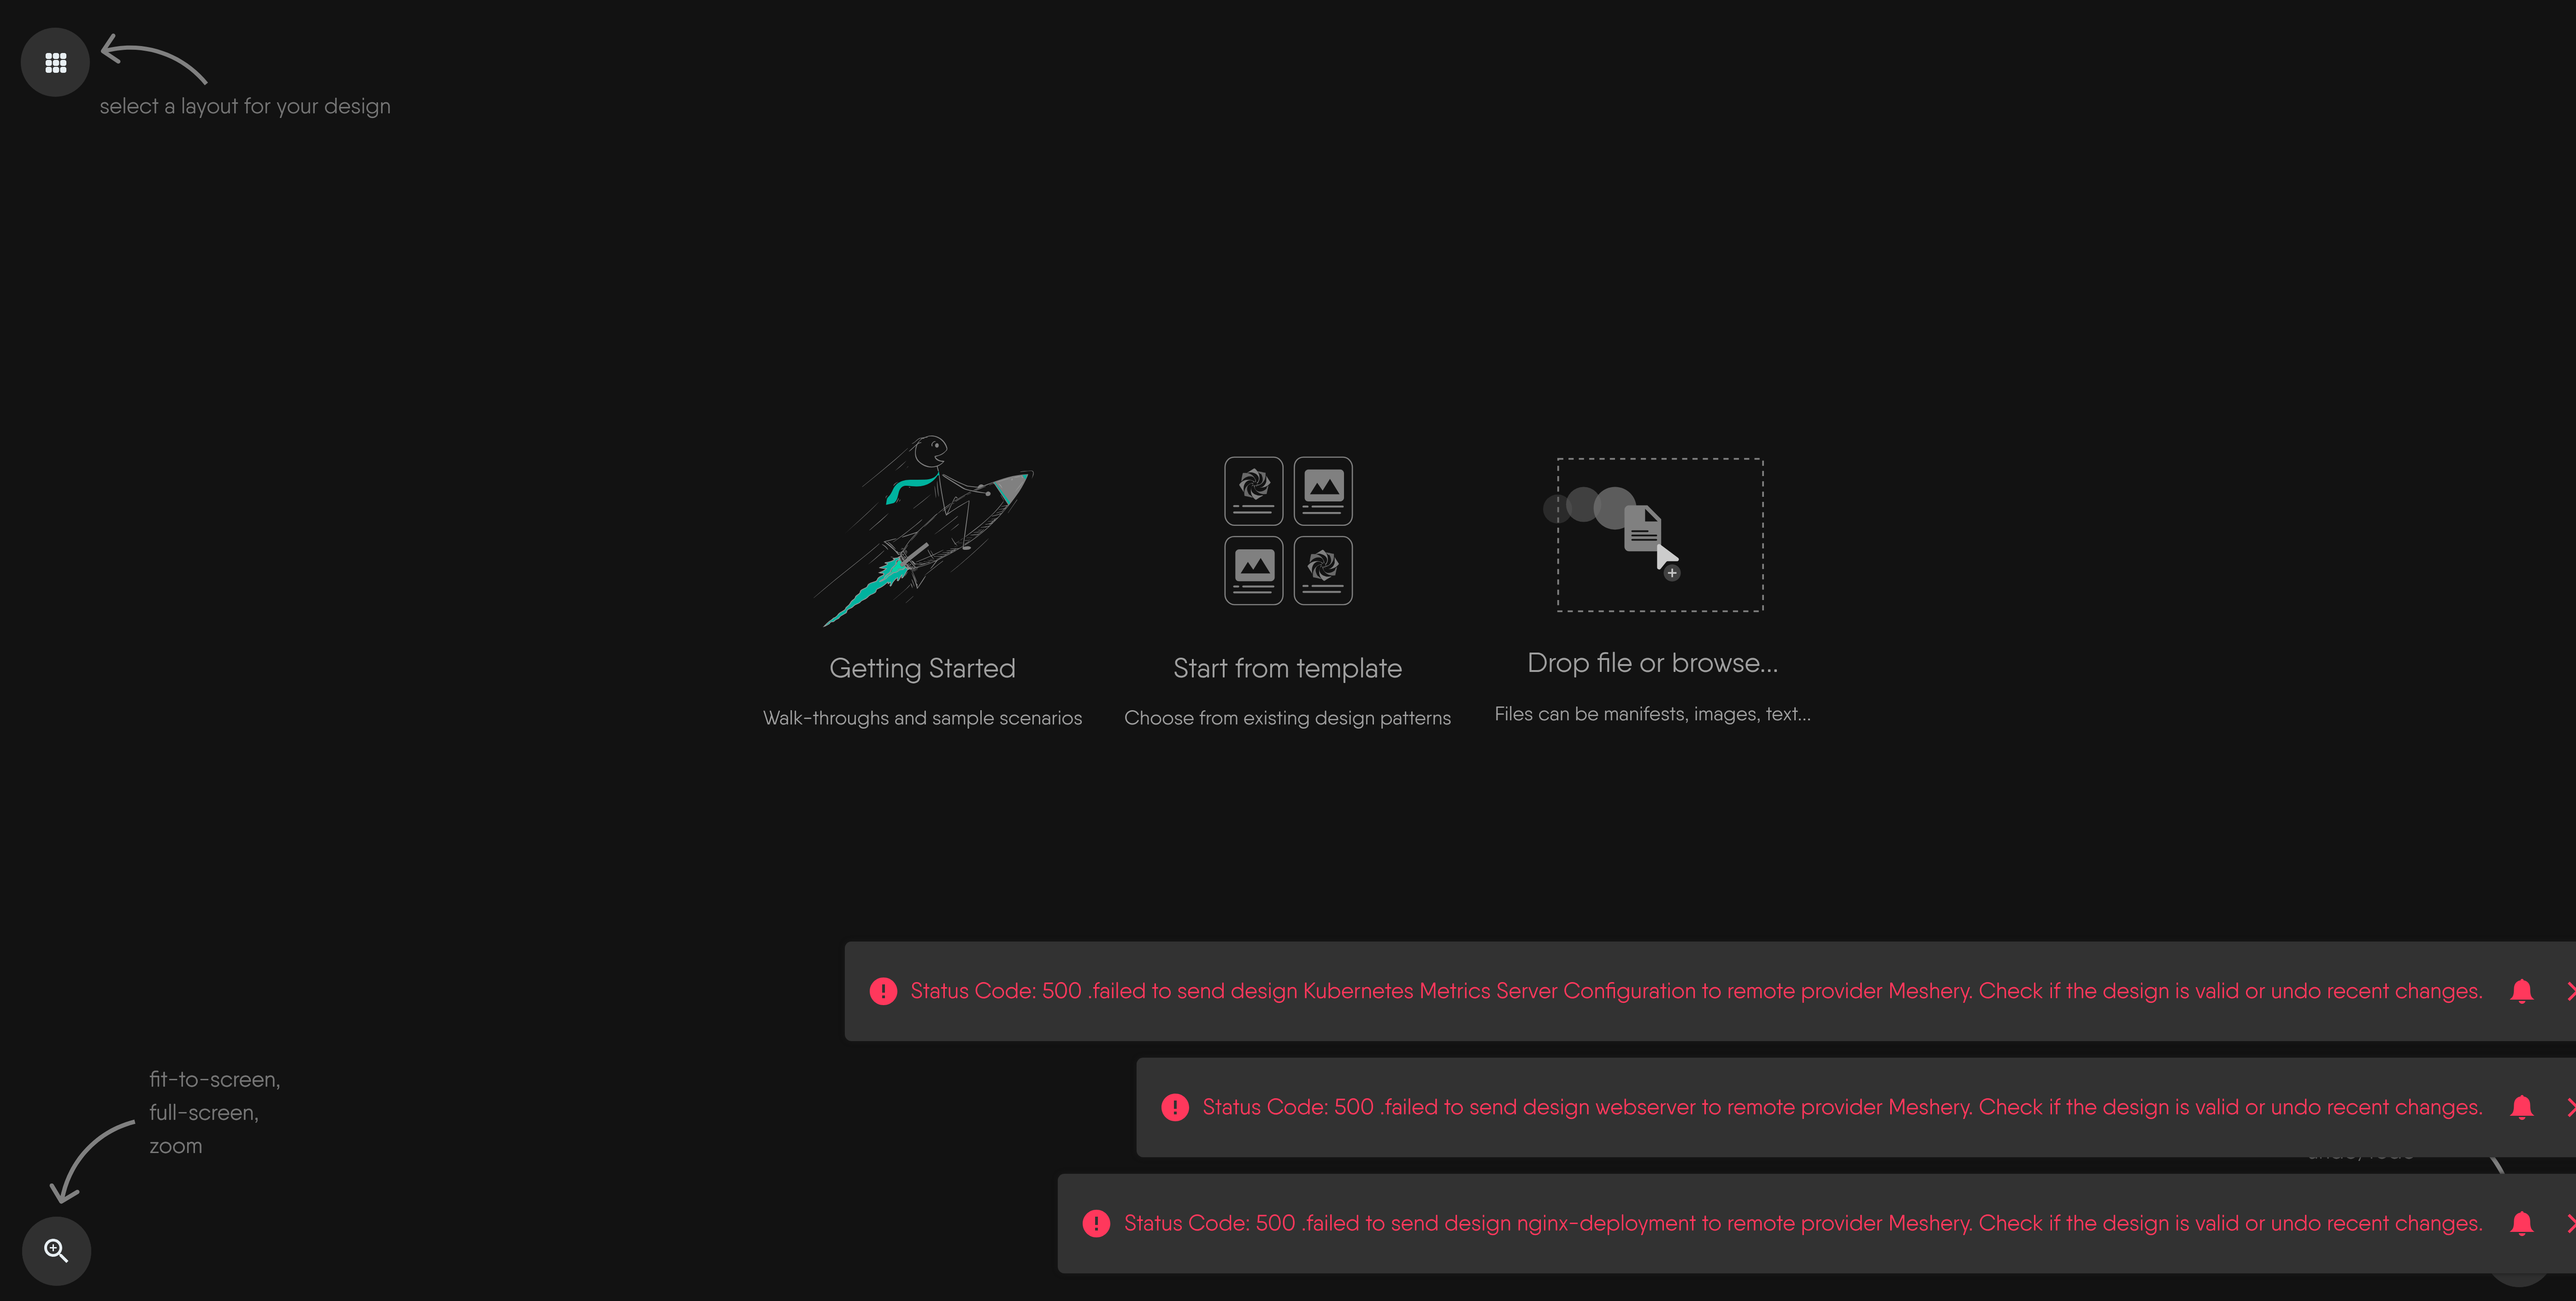 select a layout for your design
Getting Started
Walk-throughs and sample scenarios
Start from template
Choose from existing design patterns
Drop file or browse...
Files can be manifests, images, text...
Status Code: 500 .failed to send design Kubernetes Metrics Server Configuration to remote provider Meshery. Check if the design is valid or undo recent changes.
Status Code: 500 .failed to send design webserver to remote provider Meshery. Check if the design is valid or undo recent changes.
Status Code: 500 .failed to send design nginx-deployment to remote provider Meshery. Check if the design is valid or undo recent changes.
fit-to-screen,
full-screen,
zoom